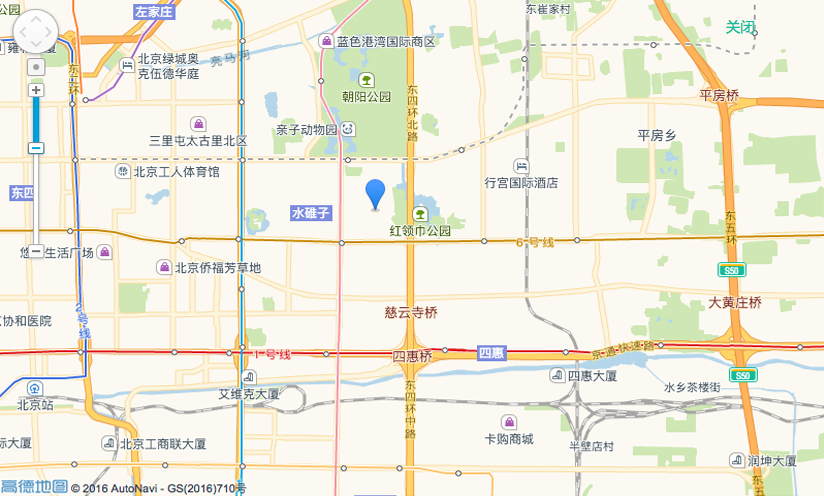 左家庄
东崔家村
关闭
蓝色港湾国际商区
北京绿城奥
克伍德华庭
亮马河
东三环
朝阳公园
东四环北路
平房桥
三里屯太古里北区
亲子动物园
平房乡
北京工人体育馆
行宫国际酒店
东四
水碓子
东五环
红领巾公园
6号线
生活广场
北京侨福芳草地
S50
大黄庄桥
2号线
慈云寺桥
协和医院
1号线
四惠桥
四惠
京通快速路
S50
北京站
艾维克大厦
四惠大厦
水乡茶楼街
东四环中路
卡购商城
半壁店村
际大厦
北京工商联大厦
润坤大厦
东五
高德地图 © 2016 AutoNavi - GS(2016)710号